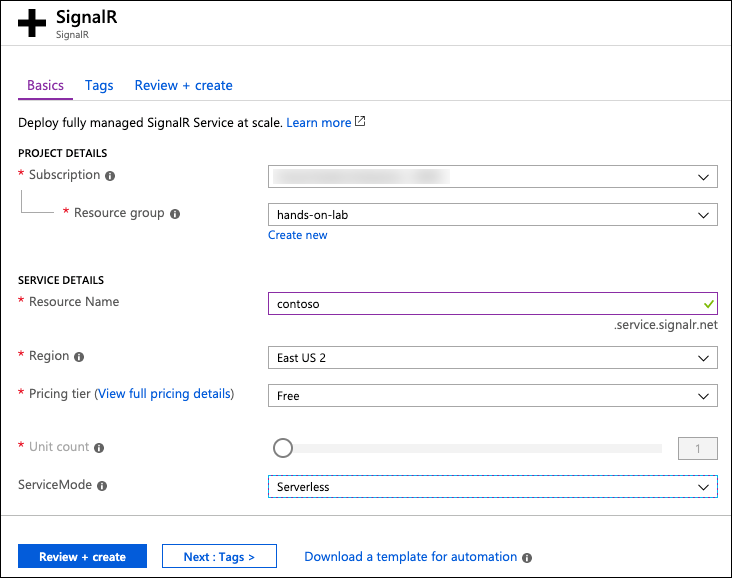 SignalR
SignalR
Basics Tags Review + create
Deploy fully managed SignalR Service at scale. Learn more
PROJECT DETAILS
* Subscription
* Resource group hands-on-lab
Create new
SERVICE DETAILS
* Resource Name contoso
.service.signalr.net
* Region East US 2
* Pricing tier (View full pricing details) Free
* Unit count 1
ServiceMode Serverless
Review + create Next : Tags > Download a template for automation